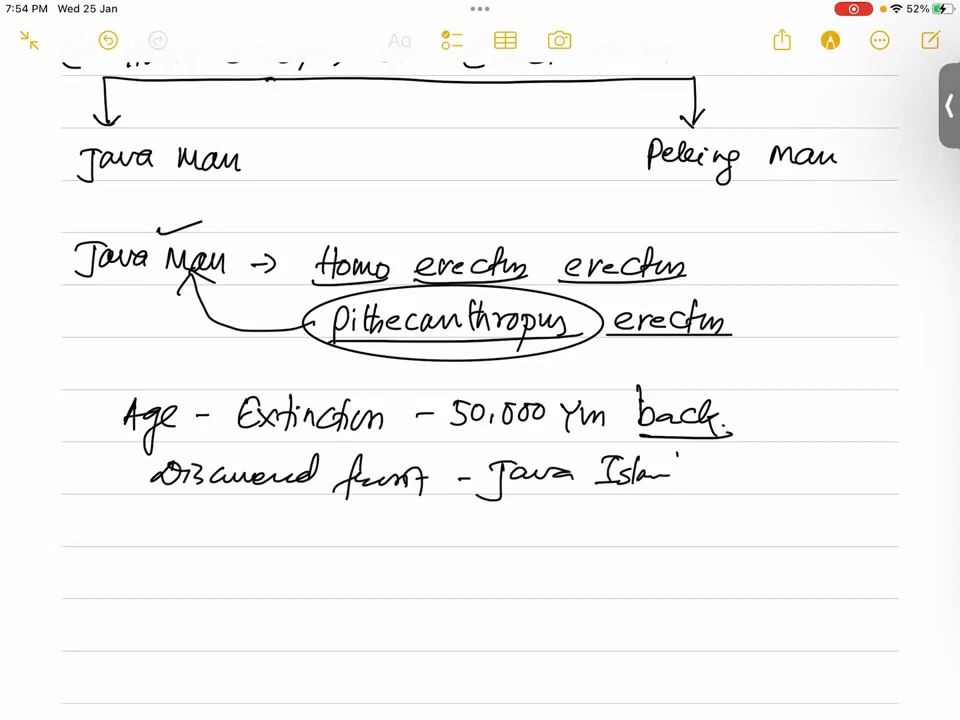 7:54 PM Wed 25 Jan
52%
Aa
Java Man
Peking Man
Java Man → Homo erectus erectus
Pithecanthropus erectus
Age - Extinction - 50,000 back.
Discovered first - Java Islan